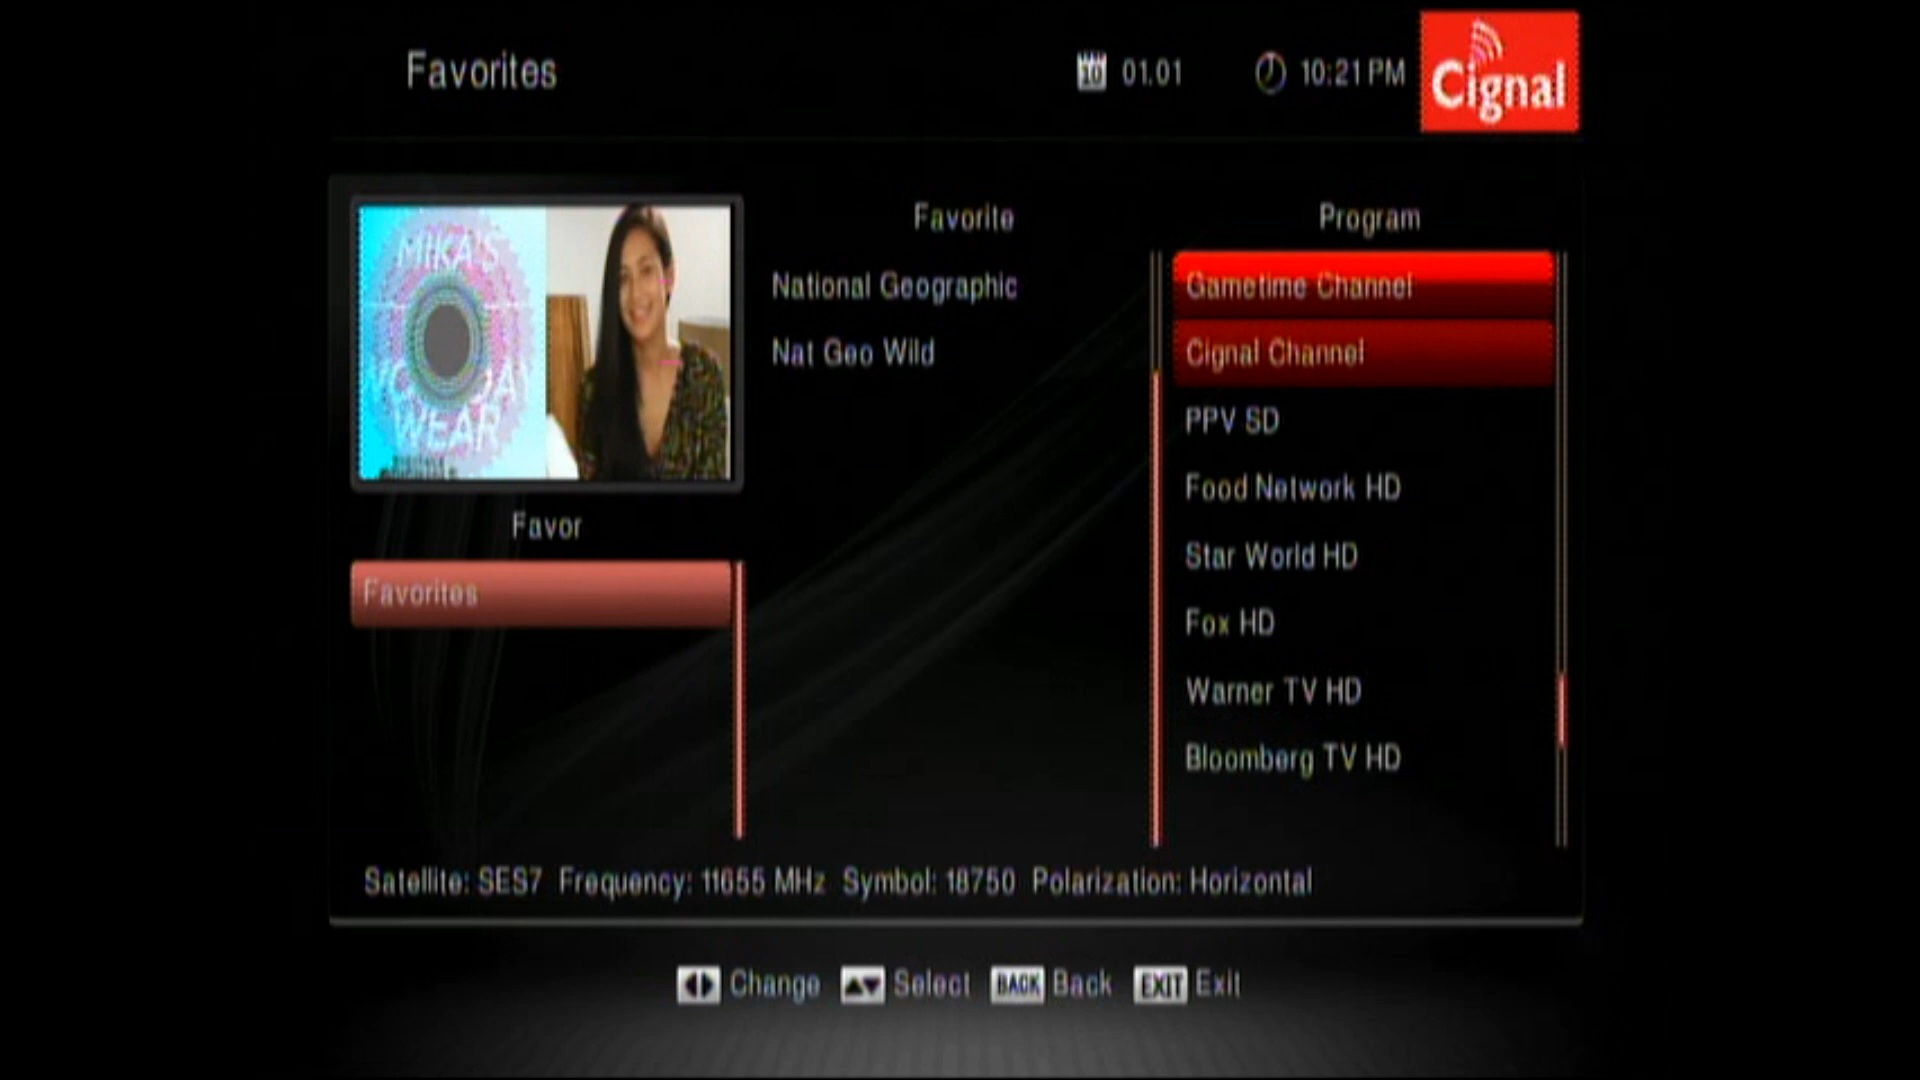 Favorites
01.01
10:21 PM
Cignal
MIKA'S
WEAR
Favor
Favorites
Favorite
National Geographic
Nat Geo Wild
Program
Gametime Channel
Cignal Channel
PPV SD
Food Network HD
Star World HD
Fox HD
Warner TV HD
Bloomberg TV HD
Satellite: SES7 Frequency: 11655 MHz Symbol: 18750 Polarization: Horizontal
Change Select BACK Back EXIT Exit